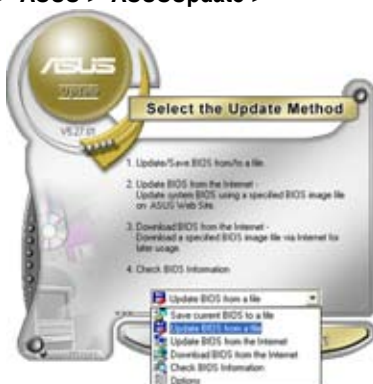 ASUS
Update
Select the Update Method
1. Update/Save BIOS from/to a file.
2. Update BIOS from the Internet -
Update system BIOS using a specified BIOS image file
on ASUS Web Site.
3. Download BIOS from the Internet -
Download a specified BIOS image file via Internet for
later usage.
4. Check BIOS Information
Update BIOS from a file
Save current BIOS to a file
Update BIOS from a file
Update BIOS from the Internet
Download BIOS from the Internet
Check BIOS Information
Options